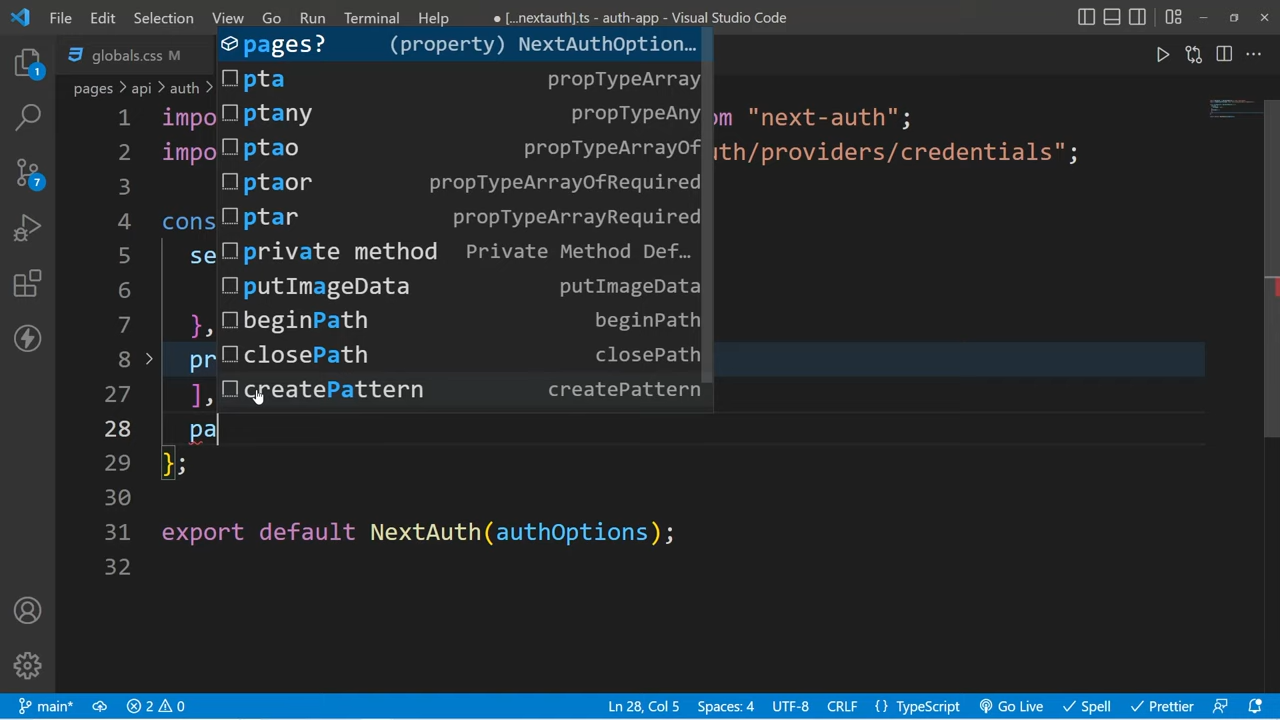 File Edit Selection View Go Run Terminal Help ● [...nextauth].ts - auth-app - Visual Studio Code
globals.css M
pages › api › auth ›
pages? (property) NextAuthOption…
pta propTypeArray
ptany propTypeAny
ptao propTypeArrayOf
ptaor propTypeArrayOfRequired
ptar propTypeArrayRequired
private method Private Method Def…
putImageData putImageData
beginPath beginPath
closePath closePath
createPattern createPattern
1 impo om "next-auth";
2 impo uth/providers/credentials";
3
4 cons
5 se
6
7 },
8 pr
27 ],
28 pa
29 };
30
31 export default NextAuth(authOptions);
32
1
7
main* 2 0 Ln 28, Col 5 Spaces: 4 UTF-8 CRLF {} TypeScript Go Live Spell Prettier